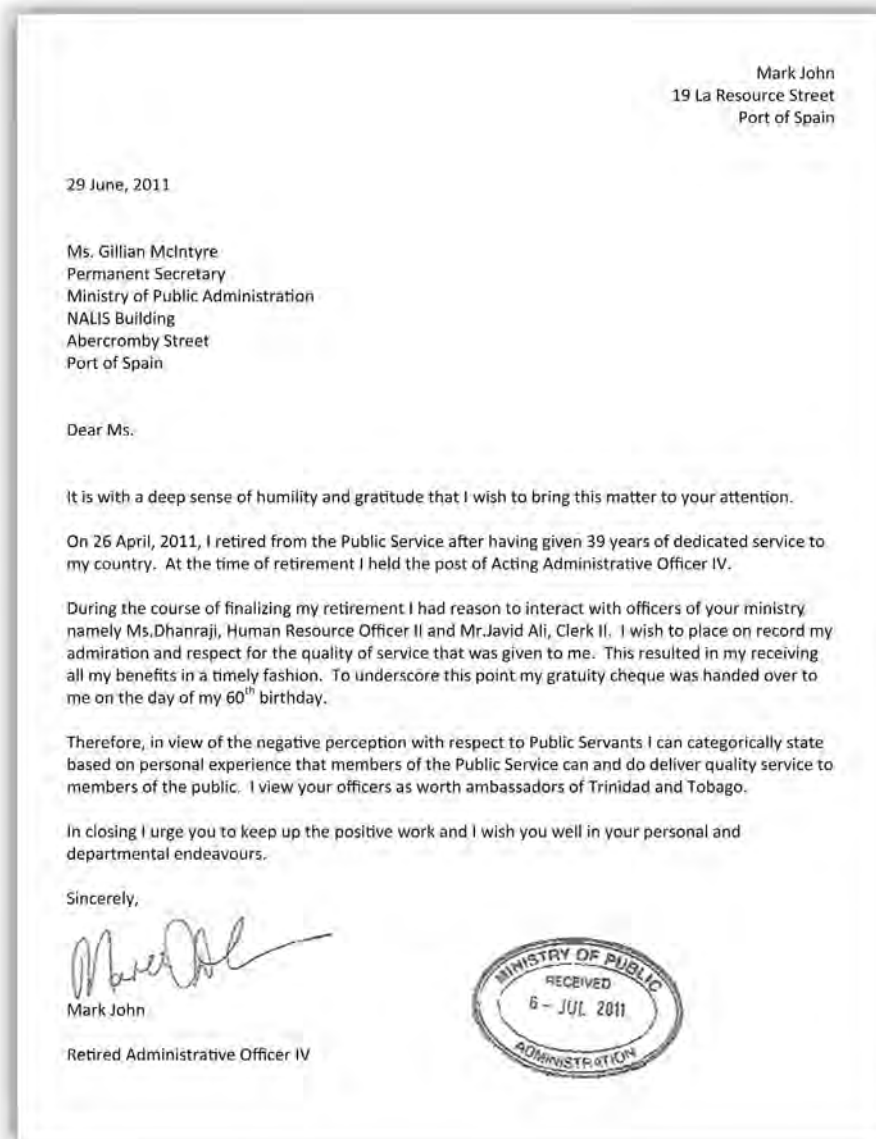 Mark John
19 La Resource Street
Port of Spain
29 June, 2011
Ms. Gillian McIntyre
Permanent Secretary
Ministry of Public Administration
NALIS Building
Abercromby Street
Port of Spain
Dear Ms.
It is with a deep sense of humility and gratitude that I wish to bring this matter to your attention.
On 26 April, 2011, I retired from the Public Service after having given 39 years of dedicated service to
my country. At the time of retirement I held the post of Acting Administrative Officer IV.
During the course of finalizing my retirement I had reason to interact with officers of your ministry
namely Ms.Dhanraji, Human Resource Officer II and Mr.Javid Ali, Clerk II. I wish to place on record my
admiration and respect for the quality of service that was given to me. This resulted in my receiving
all my benefits in a timely fashion. To underscore this point my gratuity cheque was handed over to
me on the day of my 60th birthday.
Therefore, in view of the negative perception with respect to Public Servants I can categorically state
based on personal experience that members of the Public Service can and do deliver quality service to
members of the public. I view your officers as worth ambassadors of Trinidad and Tobago.
In closing I urge you to keep up the positive work and I wish you well in your personal and
departmental endeavours.
Sincerely,
Mark John
Retired Administrative Officer IV
MINISTRY OF PUBLIC
RECEIVED
6 - JUL 2011
ADMINISTRATION